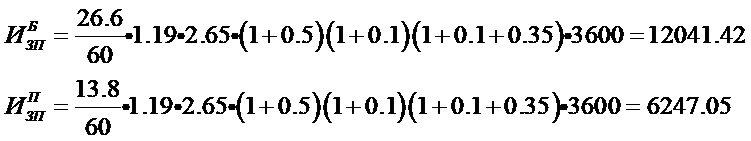 И^Б_ЗП = 26.6/60•1.19•2.65•(1+0.5)(1+0.1)(1+0.1+0.35)•3600=12041.42
И^П_ЗП = 13.8/60•1.19•2.65•(1+0.5)(1+0.1)(1+0.1+0.35)•3600= 6247.05